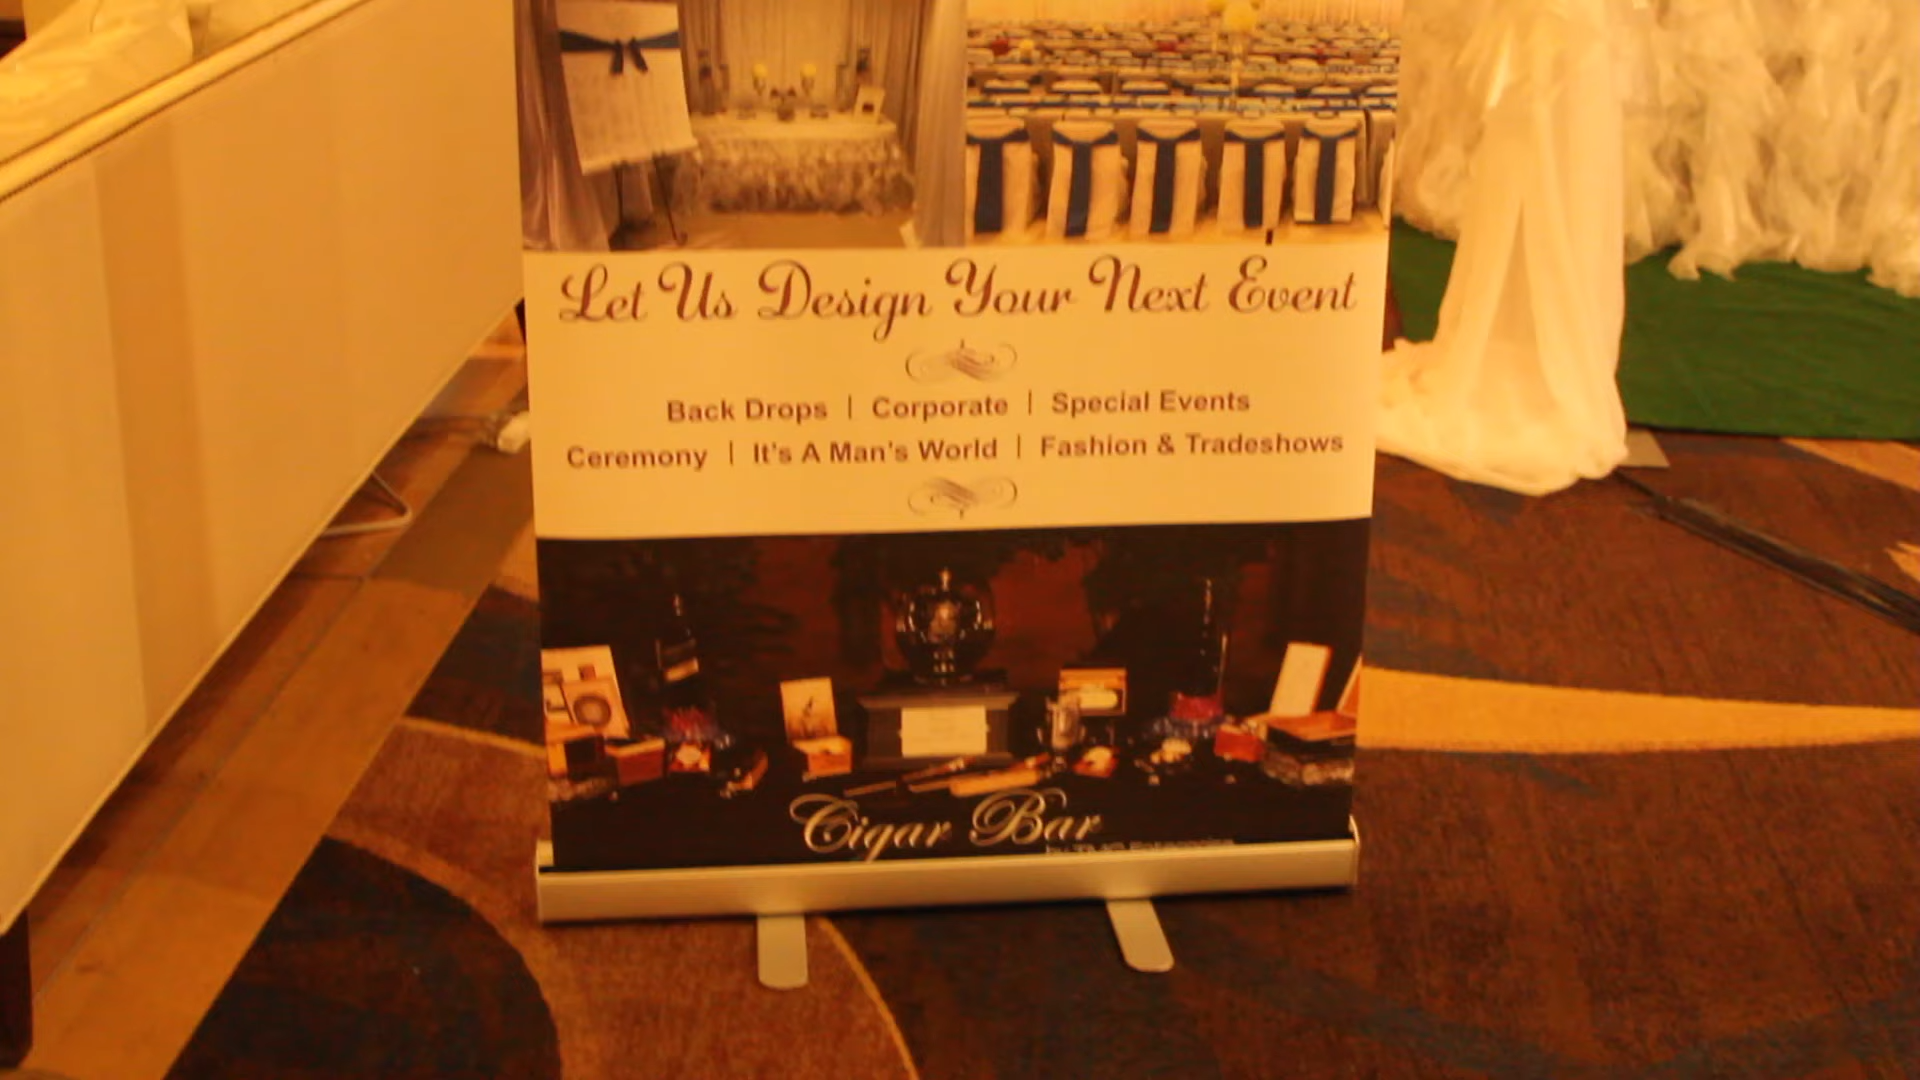 Let Us Design Your Next Event
Back Drops | Corporate | Special Events
Ceremony | It's A Man's World | Fashion & Tradeshows
Cigar Bar